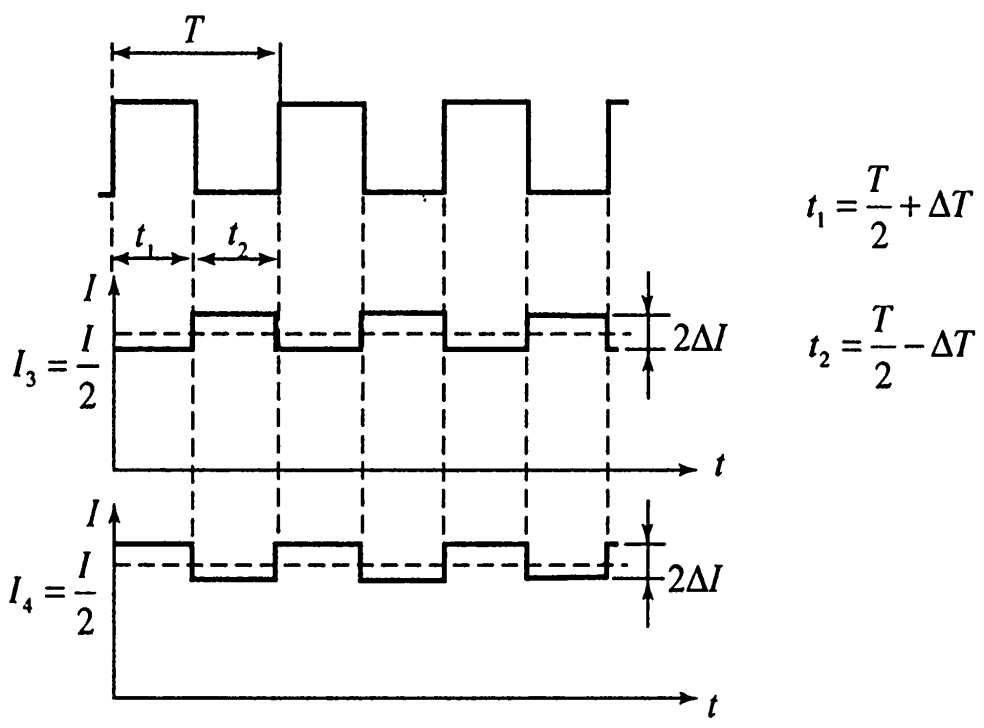 T
t₁ t₂
I
I₃ = I/2
2ΔI
t
I
I₄ = I/2
2ΔI
t
t₁ = T/2 + ΔT
t₂ = T/2 − ΔT